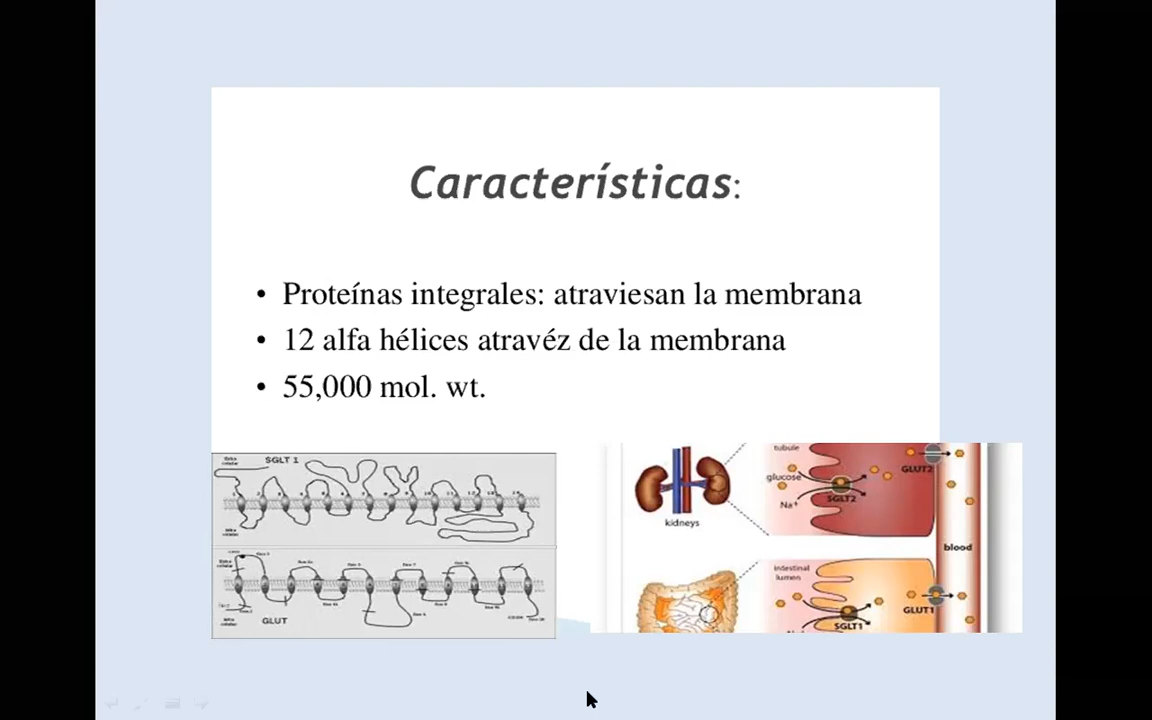 Características:
• Proteínas integrales: atraviesan la membrana
• 12 alfa hélices atravéz de la membrana
• 55,000 mol. wt.
SGLT 1
GLUT
kidneys
tubule
glucose
Na+
SGLT2
GLUT2
blood
intestinal
lumen
SGLT1
GLUT1